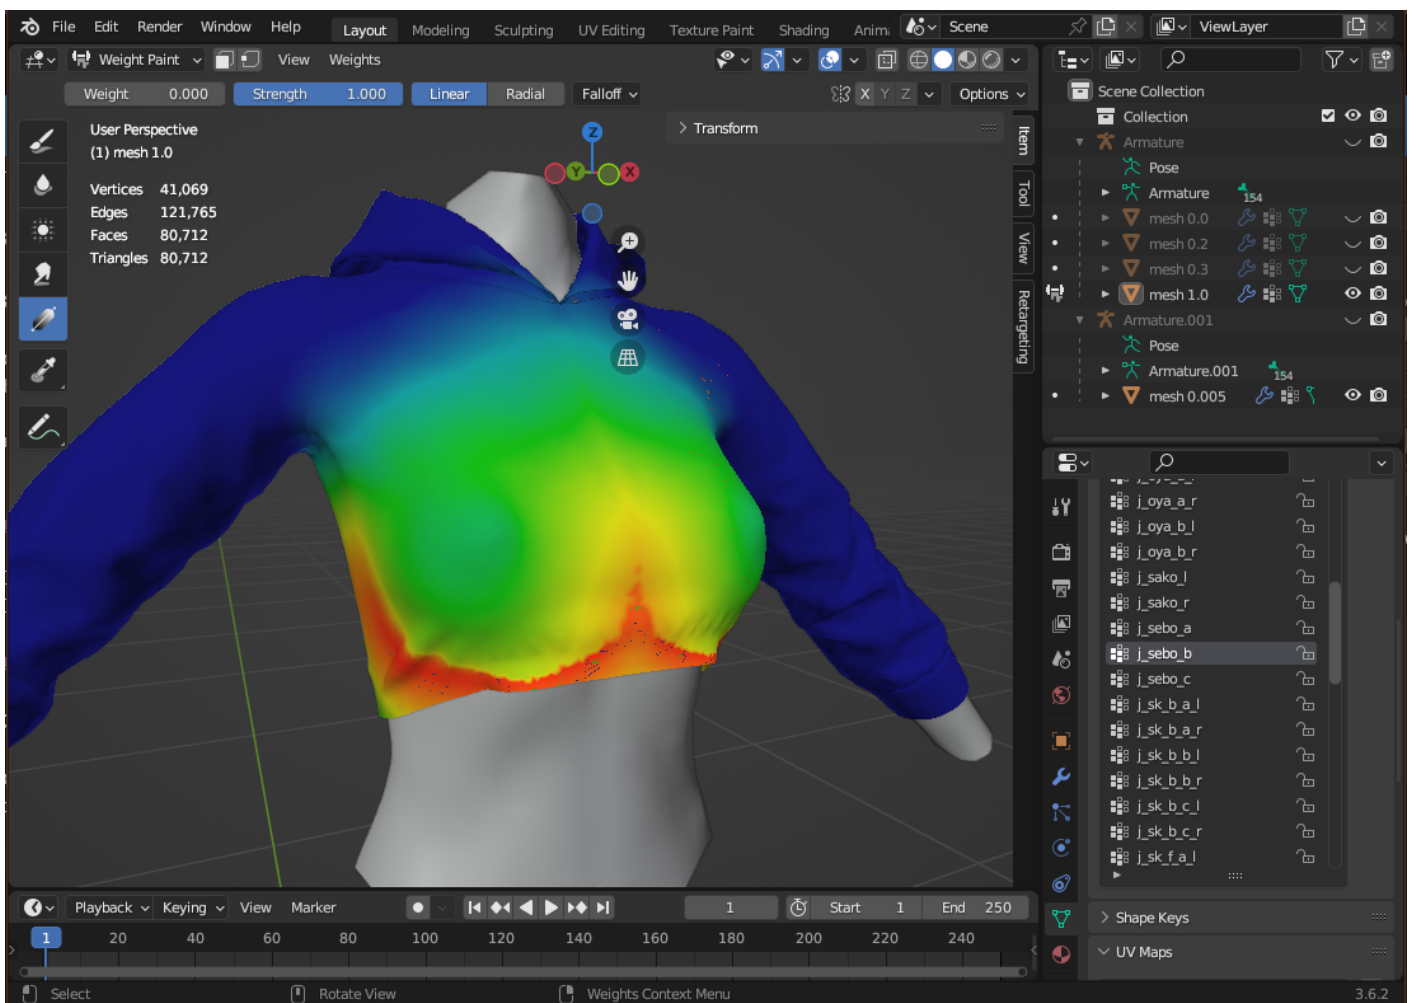 File Edit Render Window Help Layout Modeling Sculpting UV Editing Texture Paint Shading Anim Scene ViewLayer
Weight Paint View Weights
Weight 0.000 Strength 1.000 Linear Radial Falloff X Y Z Options
User Perspective
(1) mesh 1.0
Vertices 41,069
Edges 121,765
Faces 80,712
Triangles 80,712
Z
Y
X
Transform
Item
Tool
View
Retargeting
Scene Collection
Collection
Armature
Pose
Armature 154
mesh 0.0
mesh 0.2
mesh 0.3
mesh 1.0
Armature.001
Pose
Armature.001 154
mesh 0.005
j_oya_a_r
j_oya_b_l
j_oya_b_r
j_sako_l
j_sako_r
j_sebo_a
j_sebo_b
j_sebo_c
j_sk_b_a_l
j_sk_b_a_r
j_sk_b_b_l
j_sk_b_b_r
j_sk_b_c_l
j_sk_b_c_r
j_sk_f_a_l
Shape Keys
UV Maps
Playback Keying View Marker 1 Start 1 End 250
1 20 40 60 80 100 120 140 160 180 200 220 240
Select Rotate View Weights Context Menu 3.6.2